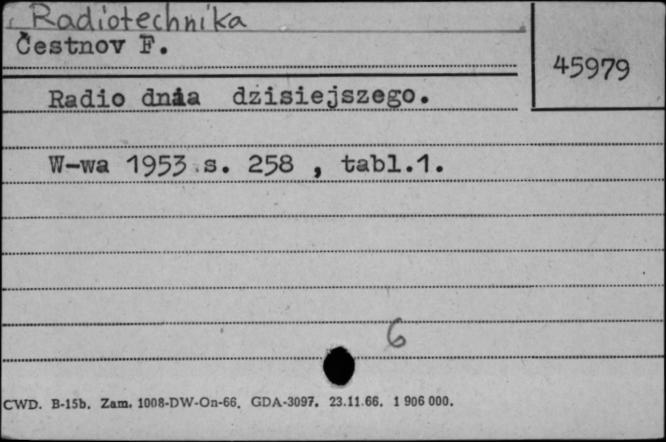 Radiotechnika
Čestnov F.
45979
Radio dnia dzisiejszego.
W-wa 1953 s. 258 , tabl.1.
6
CWD. B-15b. Zam. 1008-DW-On-66. GDA-3097. 23.11.66. 1 906 000.